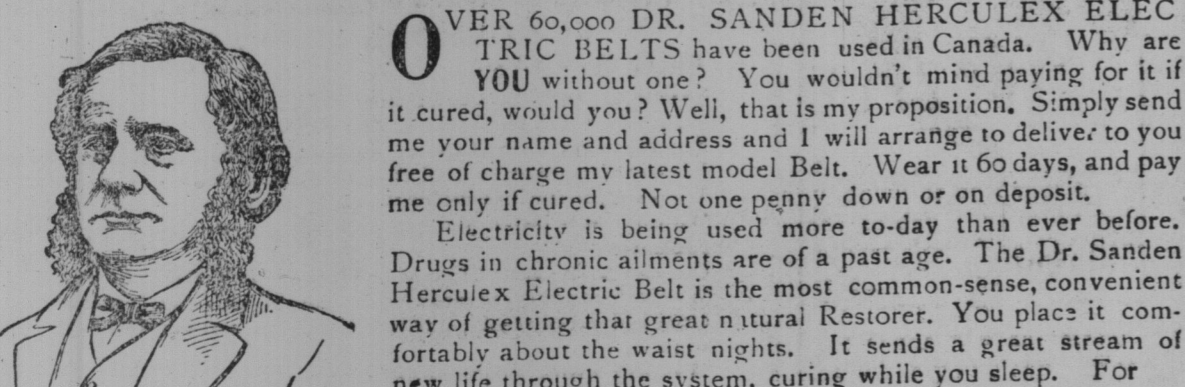 OVER 60,000 DR. SANDEN HERCULEX ELEC
TRIC BELTS have been used in Canada. Why are
YOU without one? You wouldn't mind paying for it if
it cured, would you? Well, that is my proposition. Simply send
me your name and address and I will arrange to deliver to you
free of charge my latest model Belt. Wear it 60 days, and pay
me only if cured. Not one penny down or on deposit.
Electricity is being used more to-day than ever before.
Drugs in chronic ailments are of a past age. The Dr. Sanden
Herculex Electric Belt is the most common-sense, convenient
way of getting that great natural Restorer. You place it com-
fortably about the waist nights. It sends a great stream of
new life through the system, curing while you sleep. For